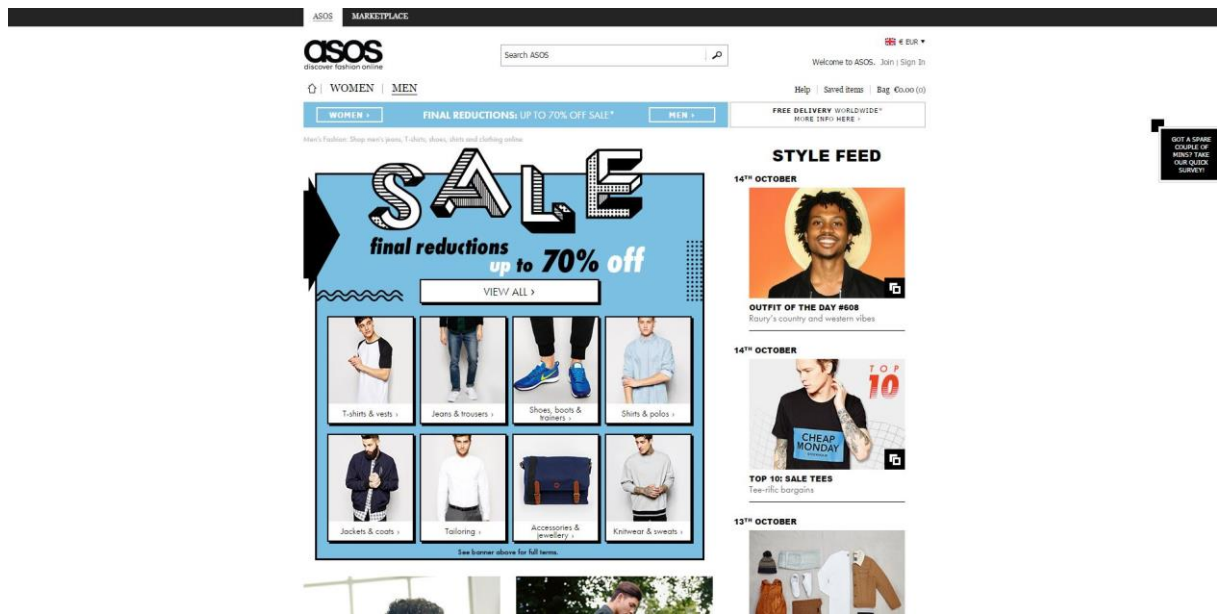 ASOS MARKETPLACE
asos
discover fashion online
Search ASOS
€ EUR
Welcome to ASOS. Join | Sign In
WOMEN | MEN
Help | Saved items | Bag €0.00 (0)
WOMEN ›
FINAL REDUCTIONS: UP TO 70% OFF SALE*
MEN ›
FREE DELIVERY WORLDWIDE*
MORE INFO HERE ›
Men's Fashion: Shop men's jeans, T-shirts, shoes, shirts and clothing online
GOT A SPARE
COUPLE OF
MINS? TAKE
OUR QUICK
SURVEY!
SALE
final reductions
up to 70% off
VIEW ALL ›
T-shirts & vests ›
Jeans & trousers ›
Shoes, boots &
trainers ›
Shirts & polos ›
Jackets & coats ›
Tailoring ›
Accessories &
jewellery ›
Knitwear & sweats ›
See banner above for full terms.
STYLE FEED
14TH OCTOBER
OUTFIT OF THE DAY #608
Raury's country and western vibes
14TH OCTOBER
TOP
10
CHEAP
MONDAY
TOP 10: SALE TEES
Tee-rific bargains
13TH OCTOBER